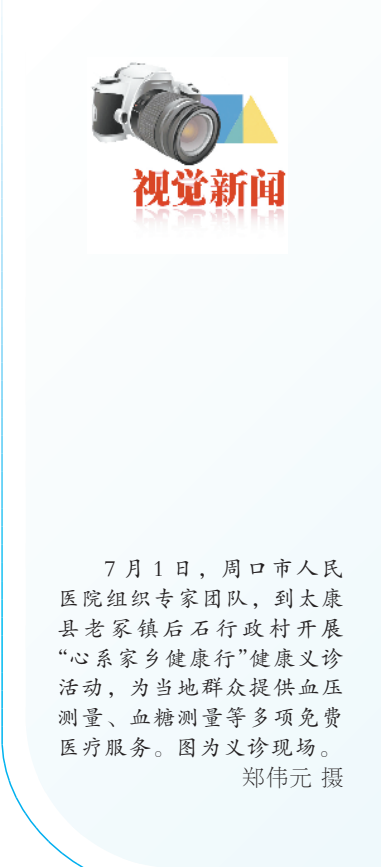 视觉新闻
7月1日，周口市人民
医院组织专家团队，到太康
县老冢镇后石行政村开展
“心系家乡健康行”健康义诊
活动，为当地群众提供血压
测量、血糖测量等多项免费
医疗服务。图为义诊现场。
郑伟元 摄